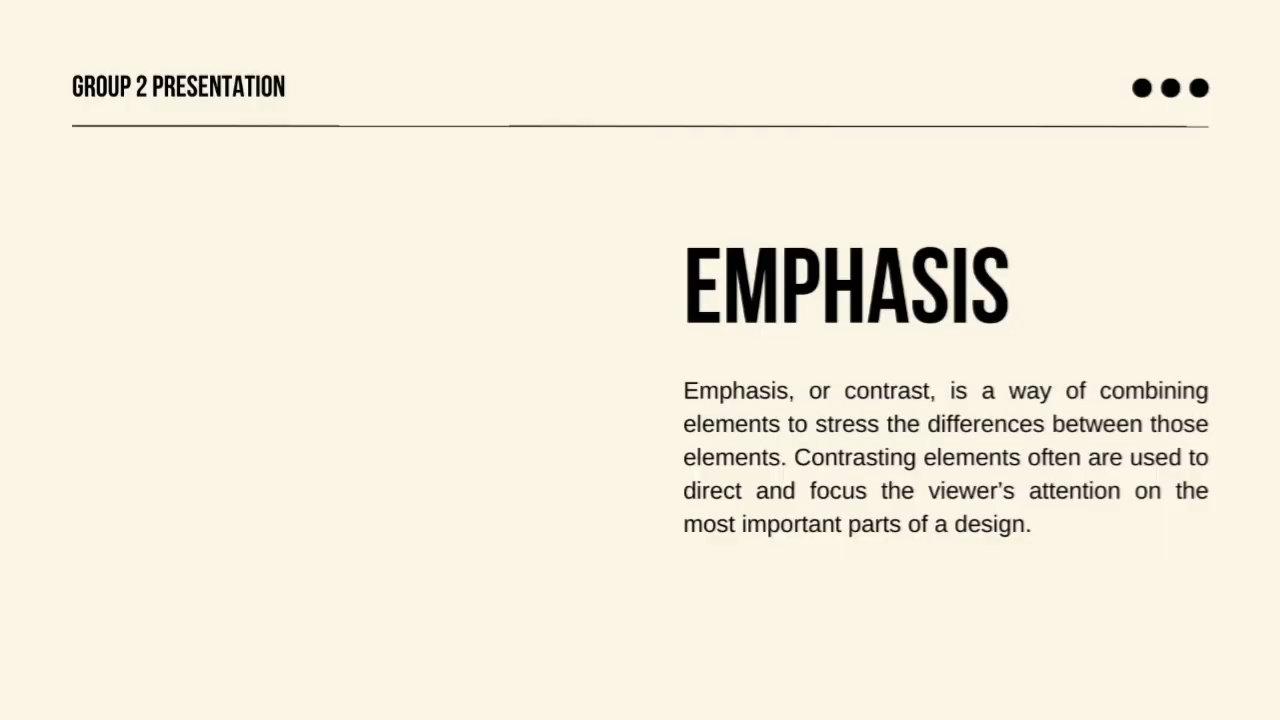 GROUP 2 PRESENTATION
EMPHASIS
Emphasis, or contrast, is a way of combining
elements to stress the differences between those
elements. Contrasting elements often are used to
direct and focus the viewer's attention on the
most important parts of a design.